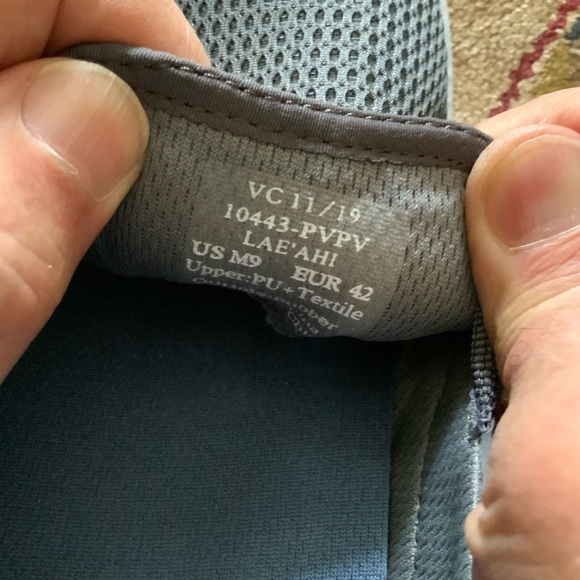 VC 11/19
10443-PVPV
LAE'AHI
US M9 EUR 42
Upper:PU+Textile